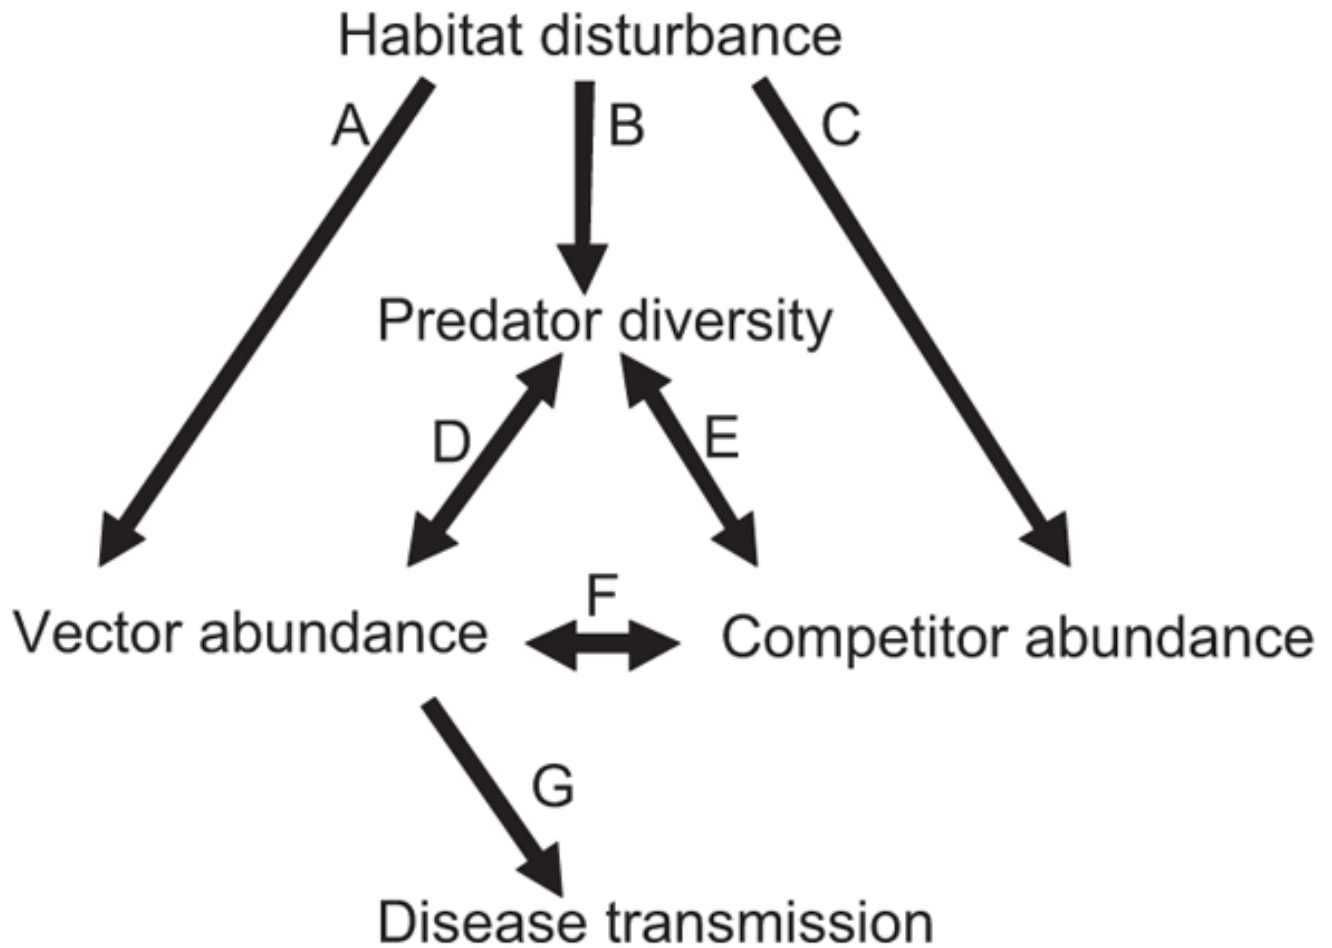 Habitat disturbance
A B C
Predator diversity
D E
F
Vector abundance Competitor abundance
G
Disease transmission